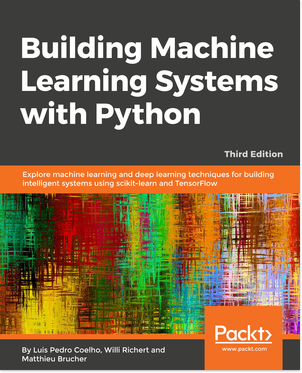 Building Machine
Learning Systems
with Python
Third Edition
Explore machine learning and deep learning techniques for building
intelligent systems using scikit-learn and TensorFlow
Packt>
www.packt.com
By Luis Pedro Coelho, Willi Richert and
Matthieu Brucher